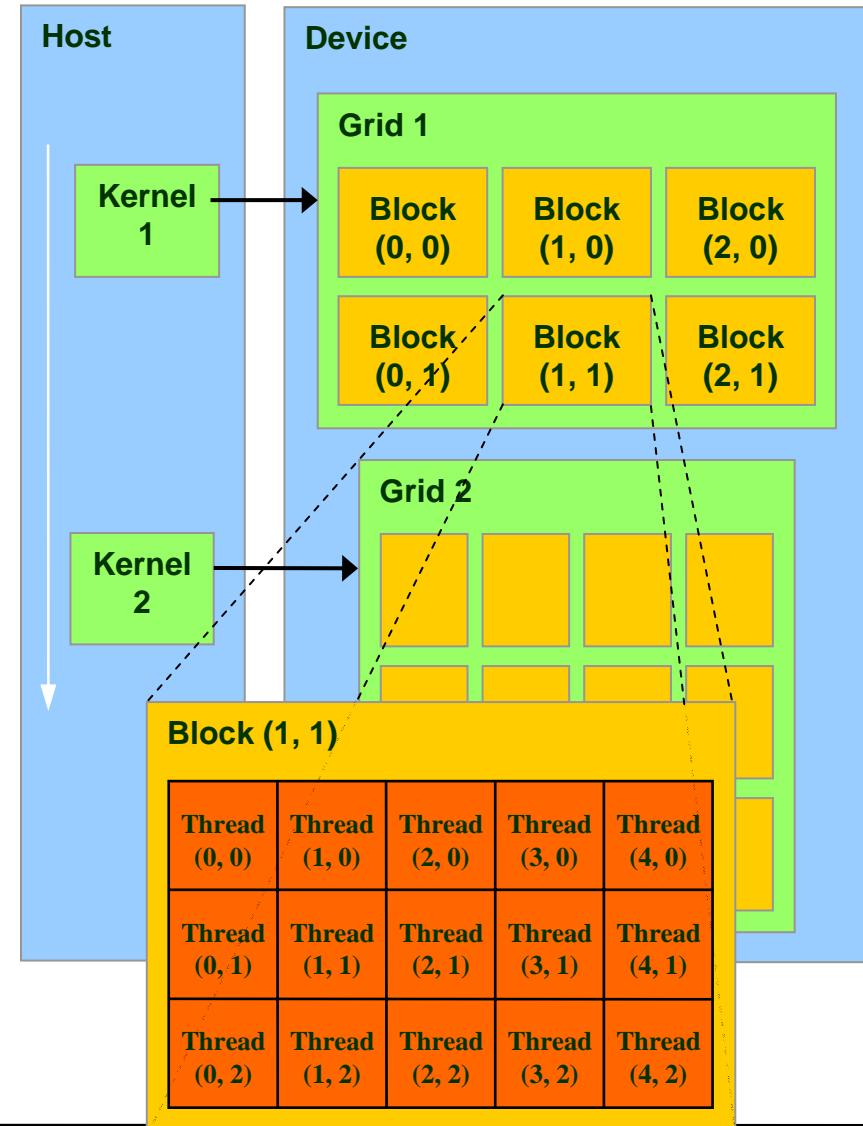 Host
Device
Grid 1
Kernel
1
Block
(0, 0)
Block
(1, 0)
Block
(2, 0)
Block
(0, 1)
Block
(1, 1)
Block
(2, 1)
Grid 2
Kernel
2
Block (1, 1)
Thread
(0, 0)
Thread
(1, 0)
Thread
(2, 0)
Thread
(3, 0)
Thread
(4, 0)
Thread
(0, 1)
Thread
(1, 1)
Thread
(2, 1)
Thread
(3, 1)
Thread
(4, 1)
Thread
(0, 2)
Thread
(1, 2)
Thread
(2, 2)
Thread
(3, 2)
Thread
(4, 2)